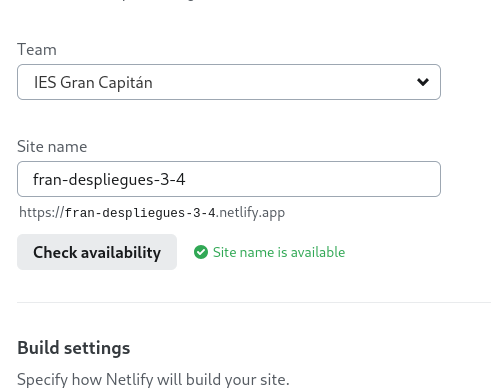 Team
IES Gran Capitán
Site name
fran-despliegues-3-4
https://fran-despliegues-3-4.netlify.app
Check availability
Site name is available
Build settings
Specify how Netlify will build your site.